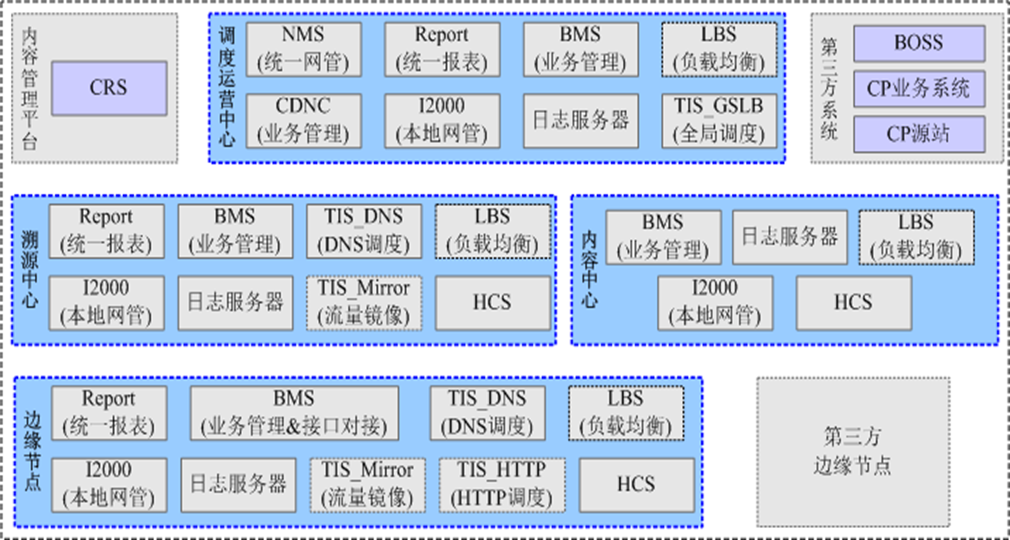 内容管理平台
CRS
调度运营中心
NMS
(统一网管)
Report
(统一报表)
BMS
(业务管理)
LBS
(负载均衡)
CDNC
(业务管理)
I2000
(本地网管)
日志服务器
TIS_GSLB
(全局调度)
第三方系统
BOSS
CP业务系统
CP源站
溯源中心
Report
(统一报表)
BMS
(业务管理)
TIS_DNS
(DNS调度)
LBS
(负载均衡)
I2000
(本地网管)
日志服务器
TIS_Mirror
(流量镜像)
HCS
内容中心
BMS
(业务管理)
日志服务器
LBS
(负载均衡)
I2000
(本地网管)
HCS
边缘节点
Report
(统一报表)
BMS
(业务管理&接口对接)
TIS_DNS
(DNS调度)
LBS
(负载均衡)
I2000
(本地网管)
日志服务器
TIS_Mirror
(流量镜像)
TIS_HTTP
(HTTP调度)
HCS
第三方
边缘节点